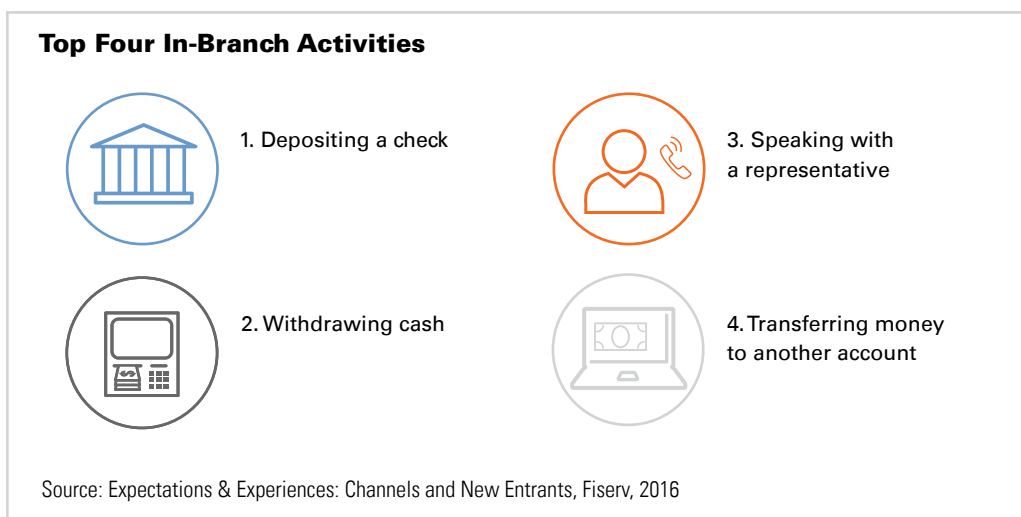 Top Four In-Branch Activities
1. Depositing a check
2. Withdrawing cash
3. Speaking with
a representative
4. Transferring money
to another account
Source: Expectations & Experiences: Channels and New Entrants, Fiserv, 2016